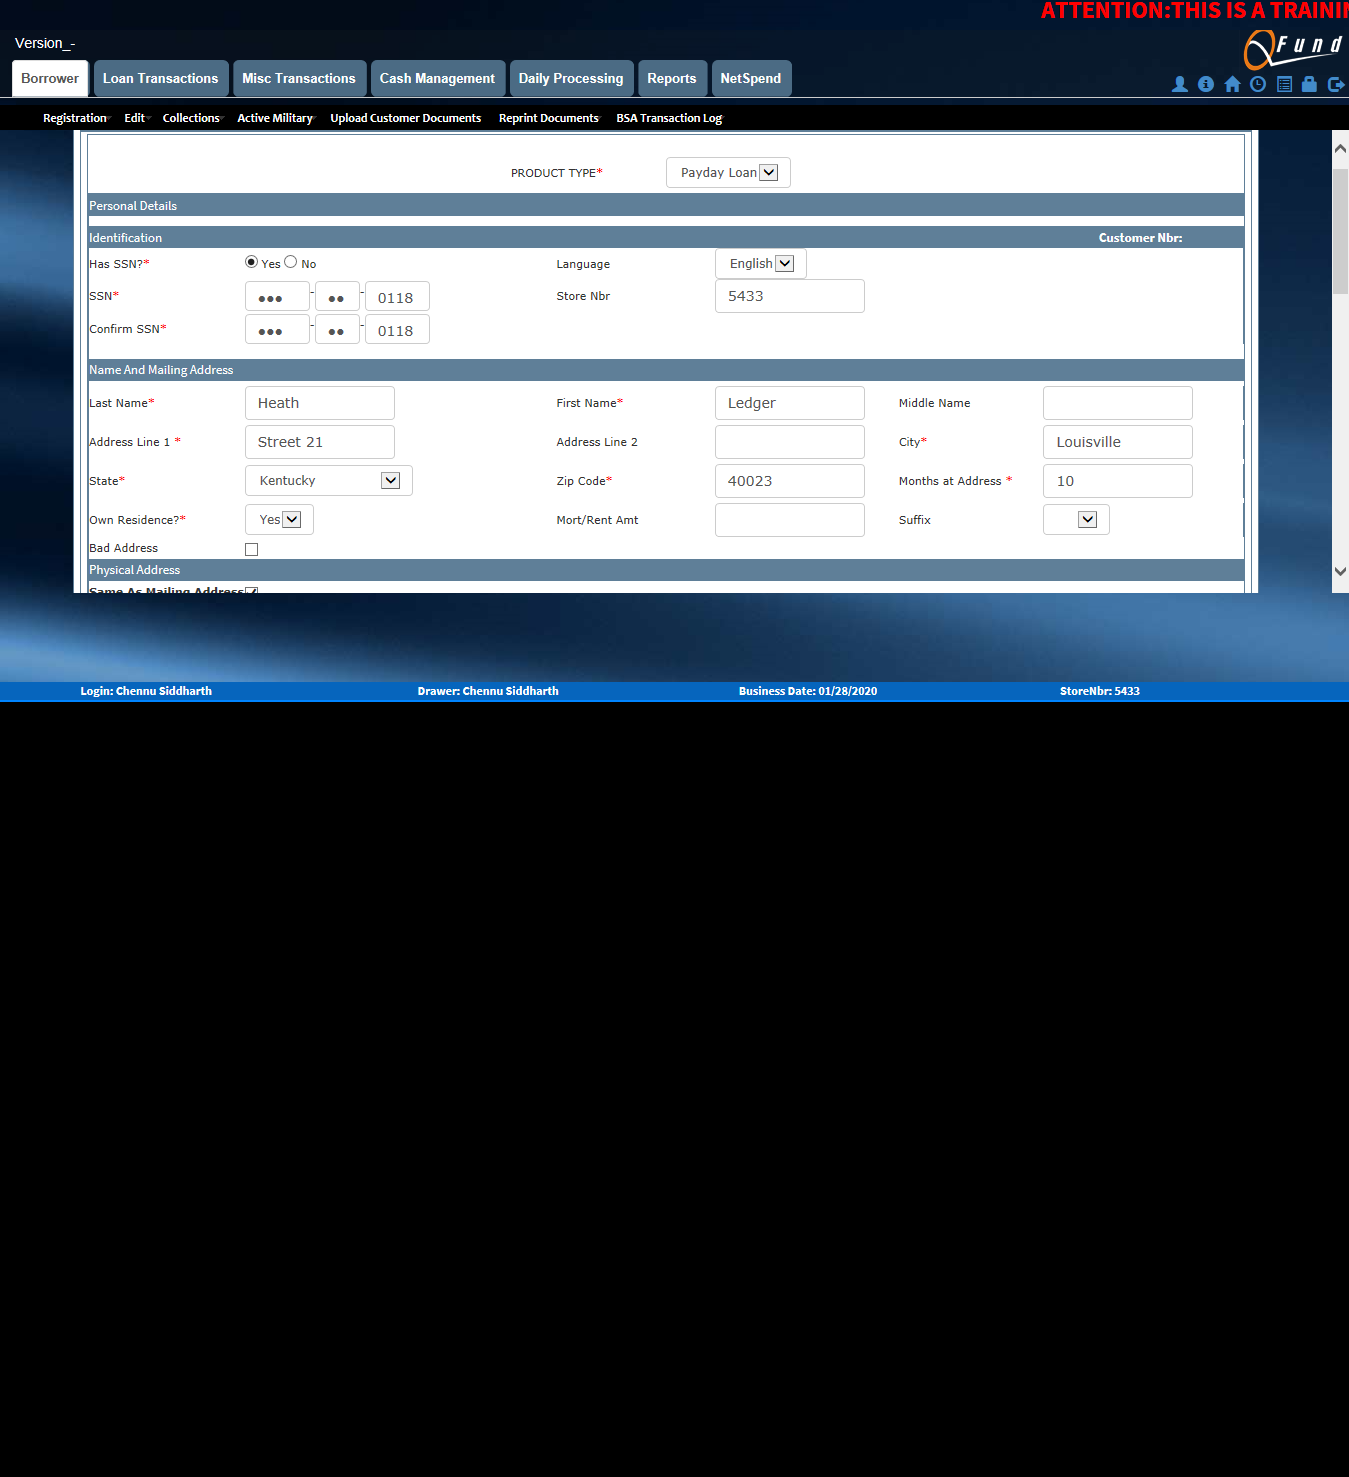 ATTENTION:THIS IS A TRAINI
Version_-
Fund
Borrower Loan Transactions Misc Transactions Cash Management Daily Processing Reports NetSpend
Registration Edit Collections Active Military Upload Customer Documents Reprint Documents BSA Transaction Log
PRODUCT TYPE* Payday Loan
Personal Details
Identification Customer Nbr:
Has SSN?* Yes No Language English
SSN* ●●● - ●● - 0118 Store Nbr 5433
Confirm SSN* ●●● - ●● - 0118
Name And Mailing Address
Last Name* Heath First Name* Ledger Middle Name
Address Line 1 * Street 21 Address Line 2 City* Louisville
State* Kentucky Zip Code* 40023 Months at Address * 10
Own Residence?* Yes Mort/Rent Amt Suffix
Bad Address
Physical Address
Same As Mailing Address
Login: Chennu Siddharth Drawer: Chennu Siddharth Business Date: 01/28/2020 StoreNbr: 5433